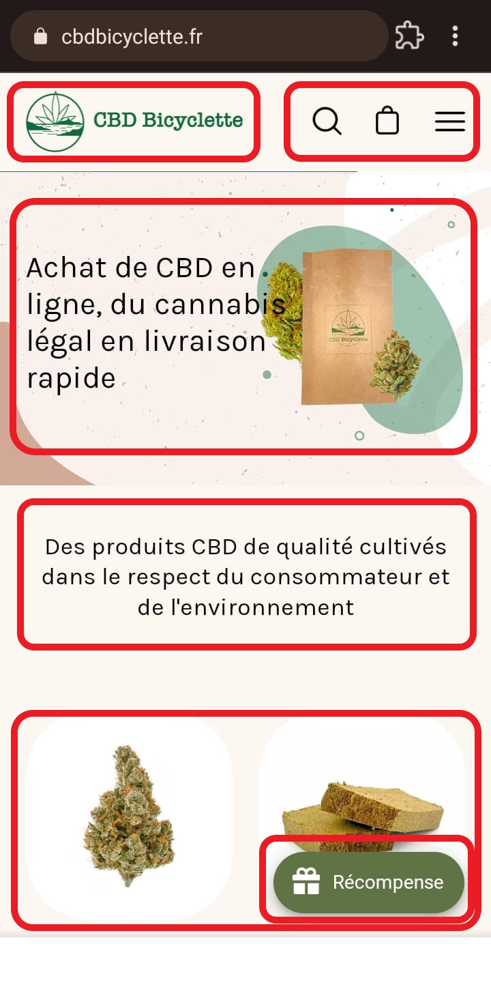 cbdbicyclette.fr
CBD Bicyclette
Achat de CBD en
ligne, du cannabis
légal en livraison
rapide
CBD Bicyclette
Des produits CBD de qualité cultivés
dans le respect du consommateur et
de l'environnement
Récompense